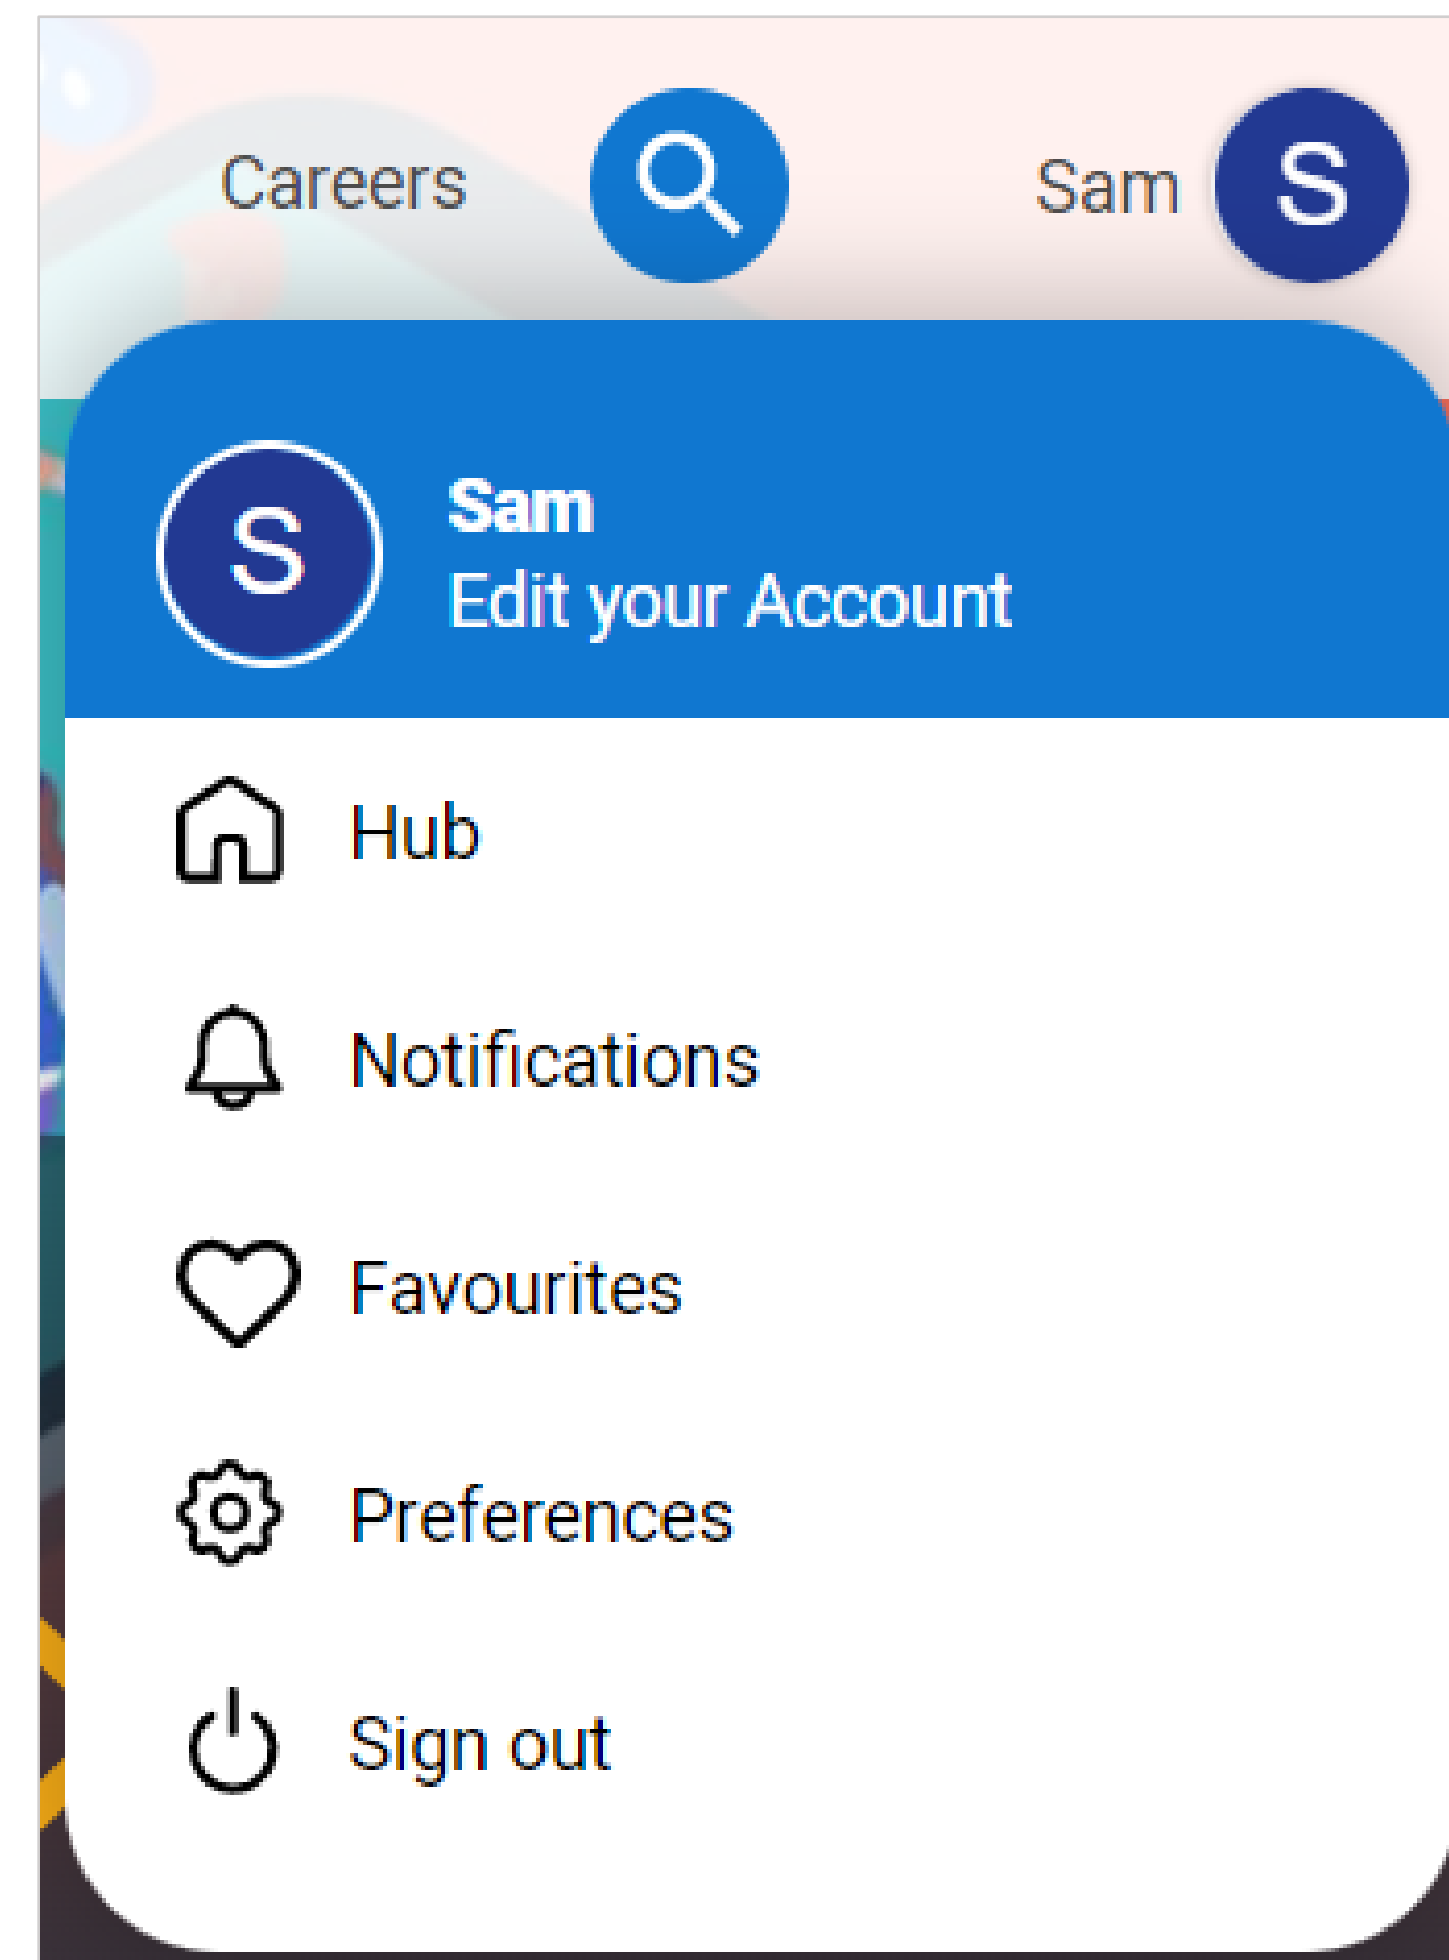 Careers
Sam
S
S
Sam
Edit your Account
Hub
Notifications
Favourites
Preferences
Sign out